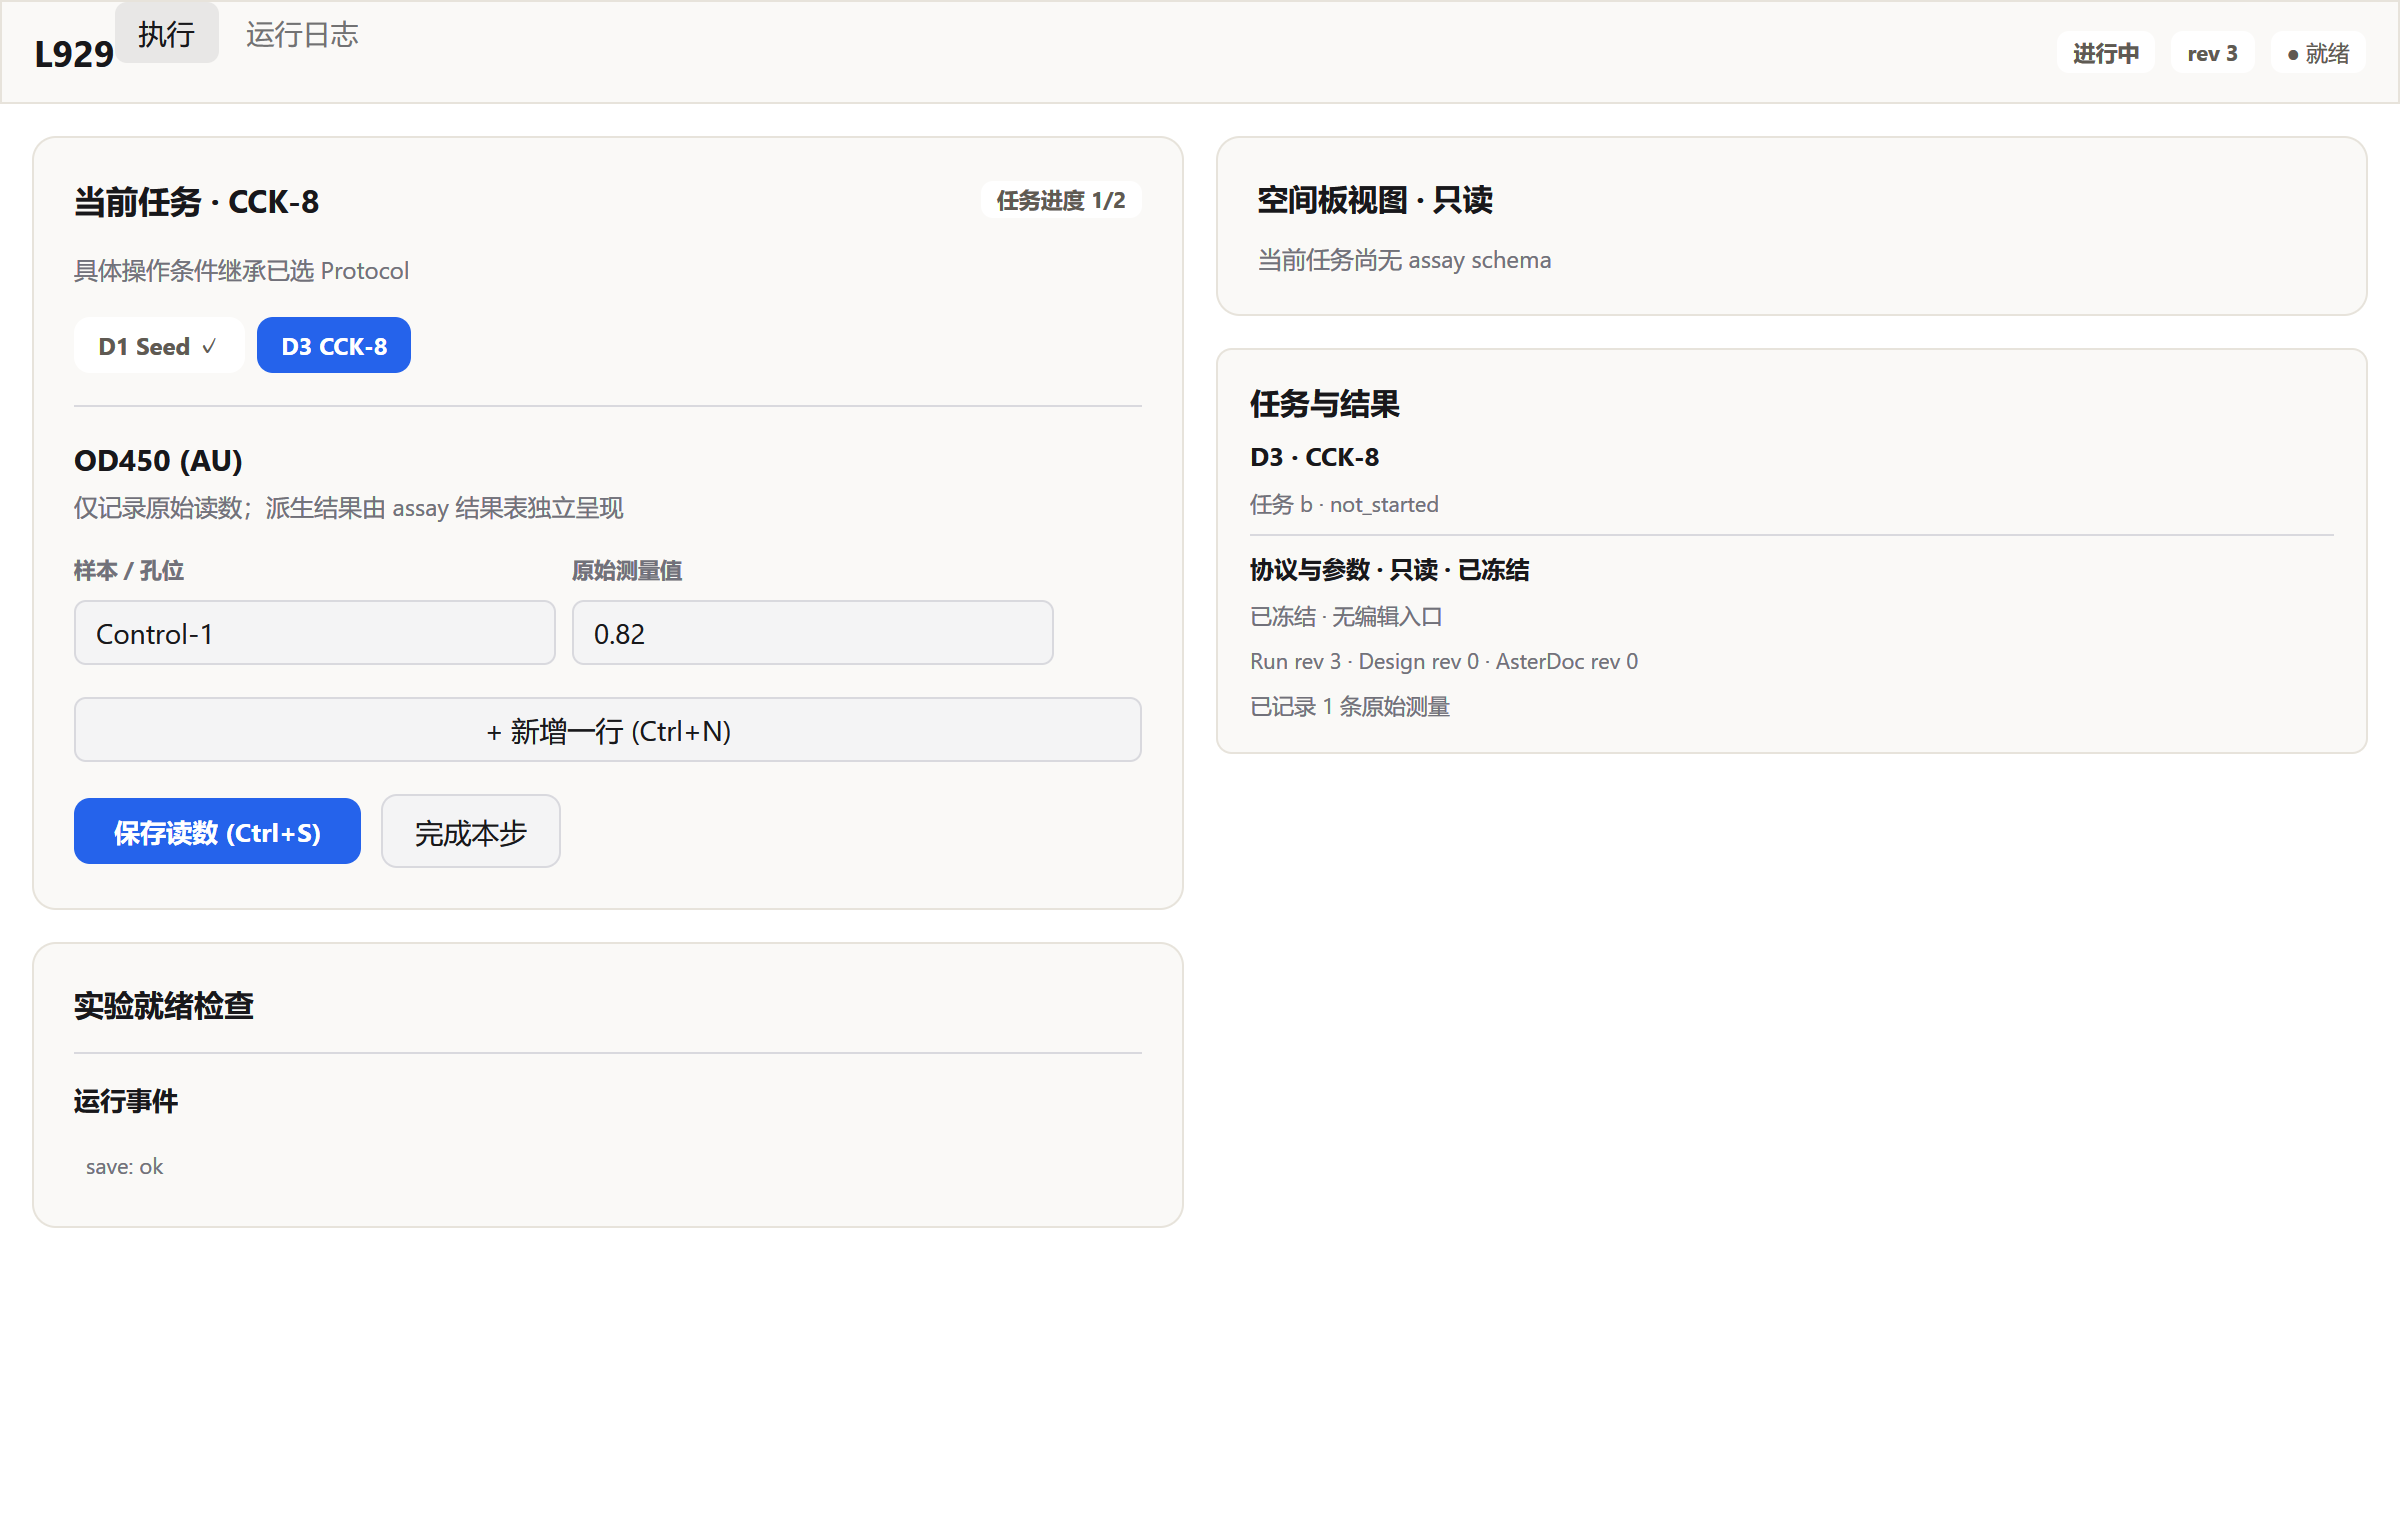 L929 执行 运行日志 进行中 rev 3 ● 就绪
当前任务 · CCK-8 任务进度 1/2
具体操作条件继承已选 Protocol
D1 Seed ✓ D3 CCK-8
OD450 (AU)
仅记录原始读数；派生结果由 assay 结果表独立呈现
样本 / 孔位 原始测量值
Control-1 0.82
+ 新增一行 (Ctrl+N)
保存读数 (Ctrl+S) 完成本步
实验就绪检查
运行事件
save: ok
空间板视图 · 只读
当前任务尚无 assay schema
任务与结果
D3 · CCK-8
任务 b · not_started
协议与参数 · 只读 · 已冻结
已冻结 · 无编辑入口
Run rev 3 · Design rev 0 · AsterDoc rev 0
已记录 1 条原始测量